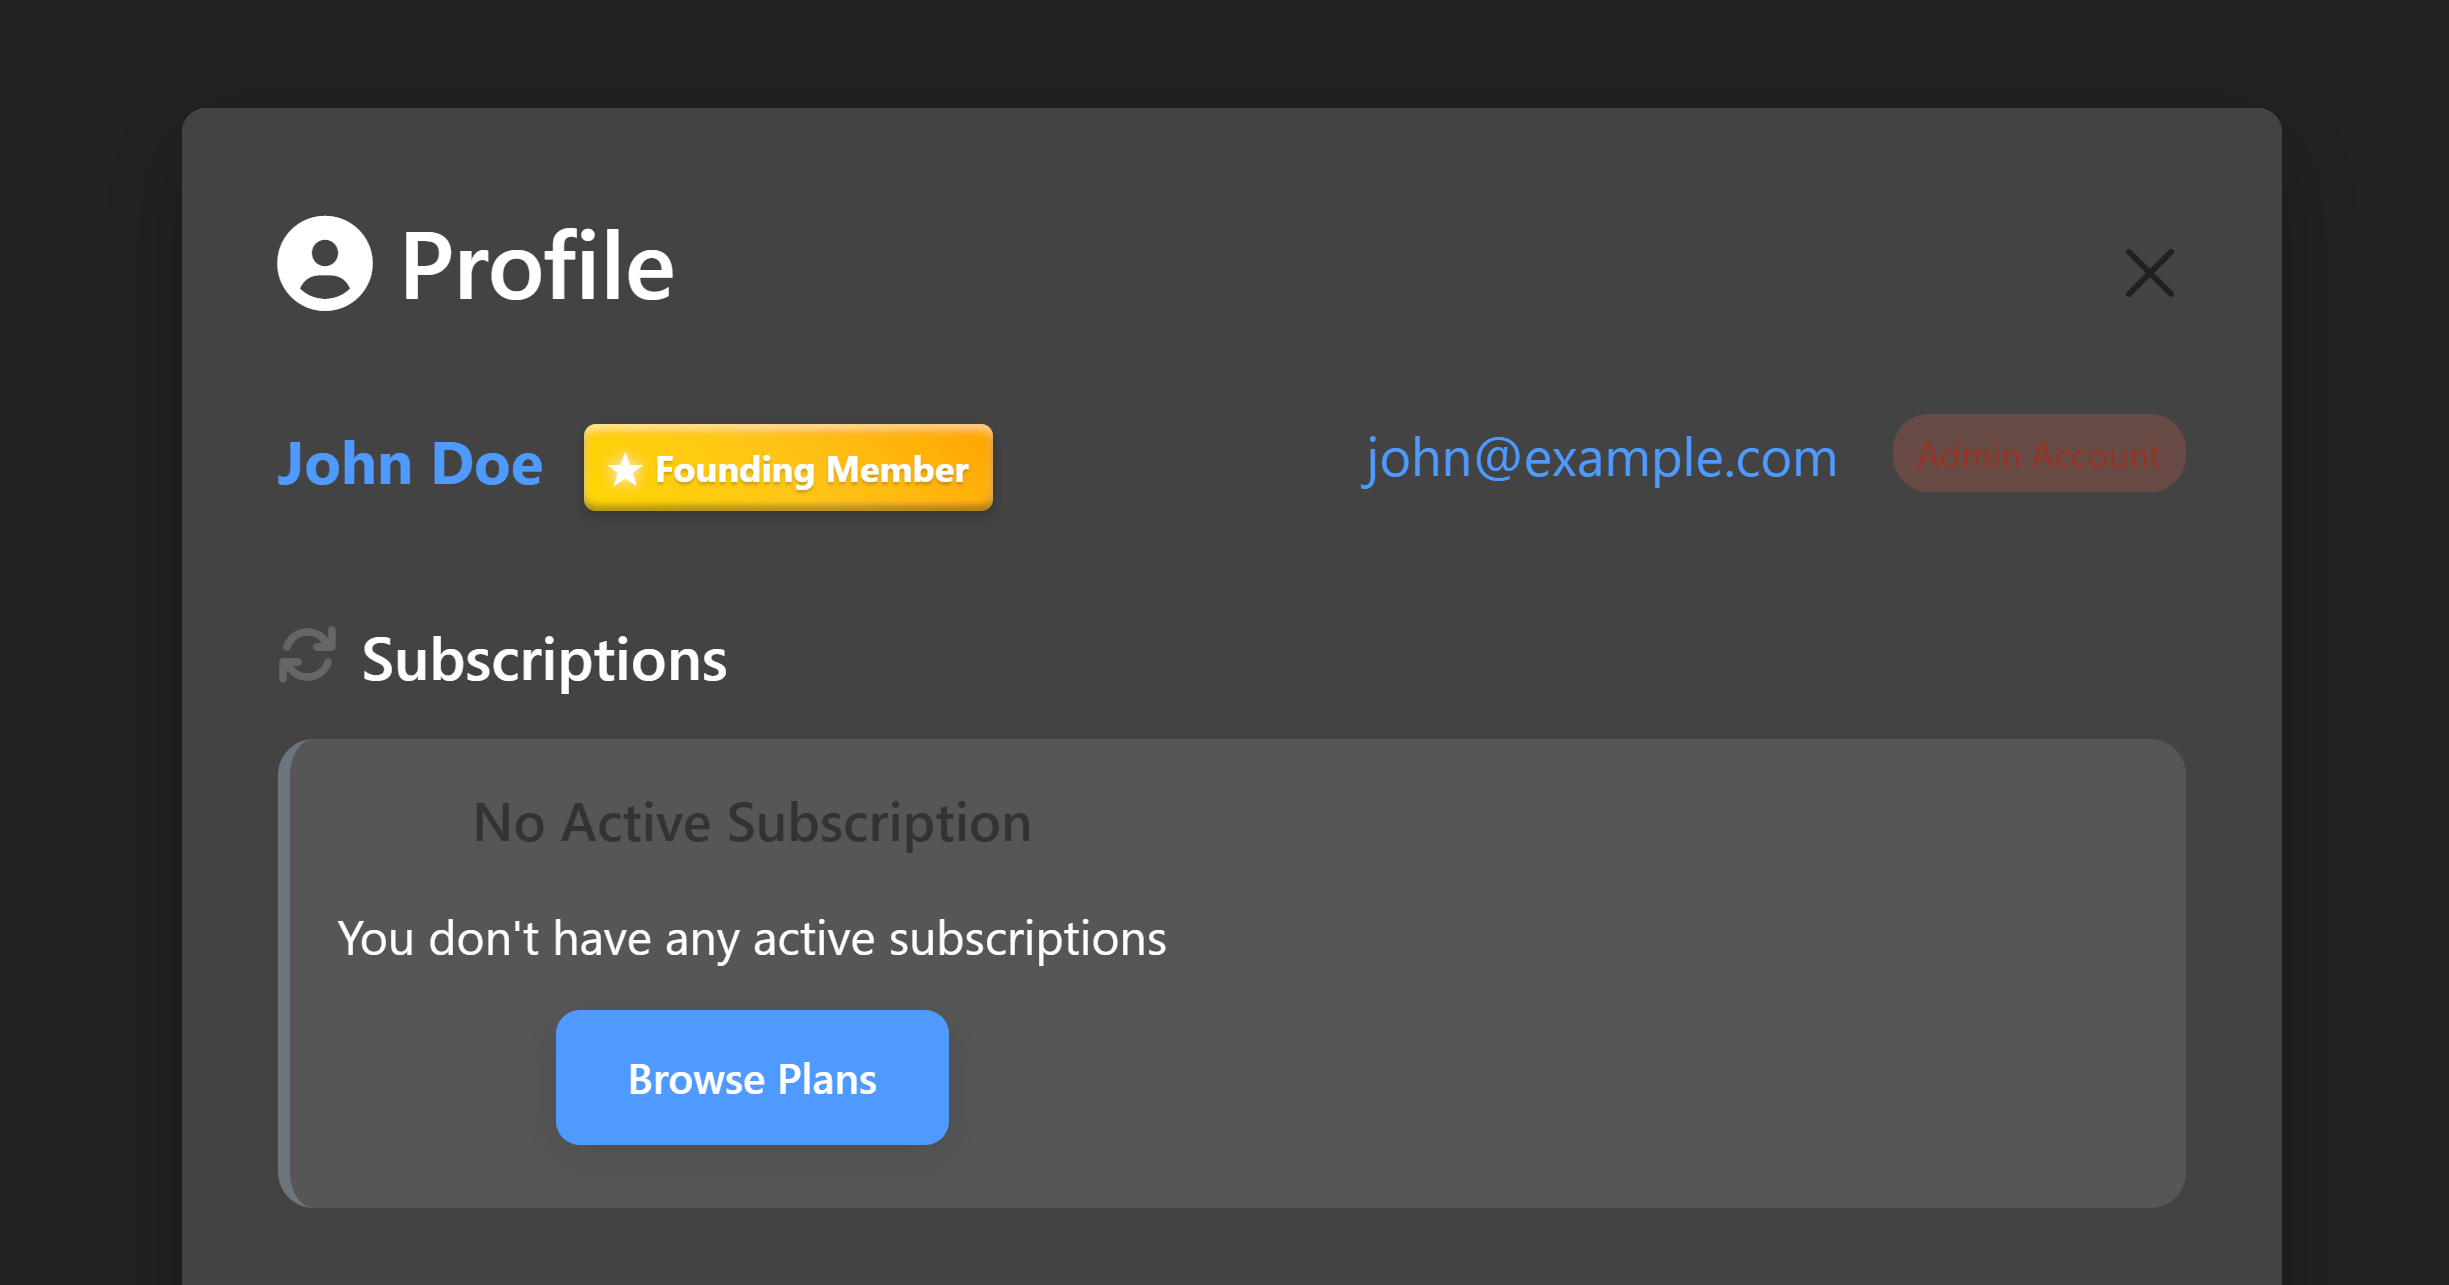 Profile
John Doe
Founding Member
john@example.com
Admin Account
Subscriptions
No Active Subscription
You don't have any active subscriptions
Browse Plans